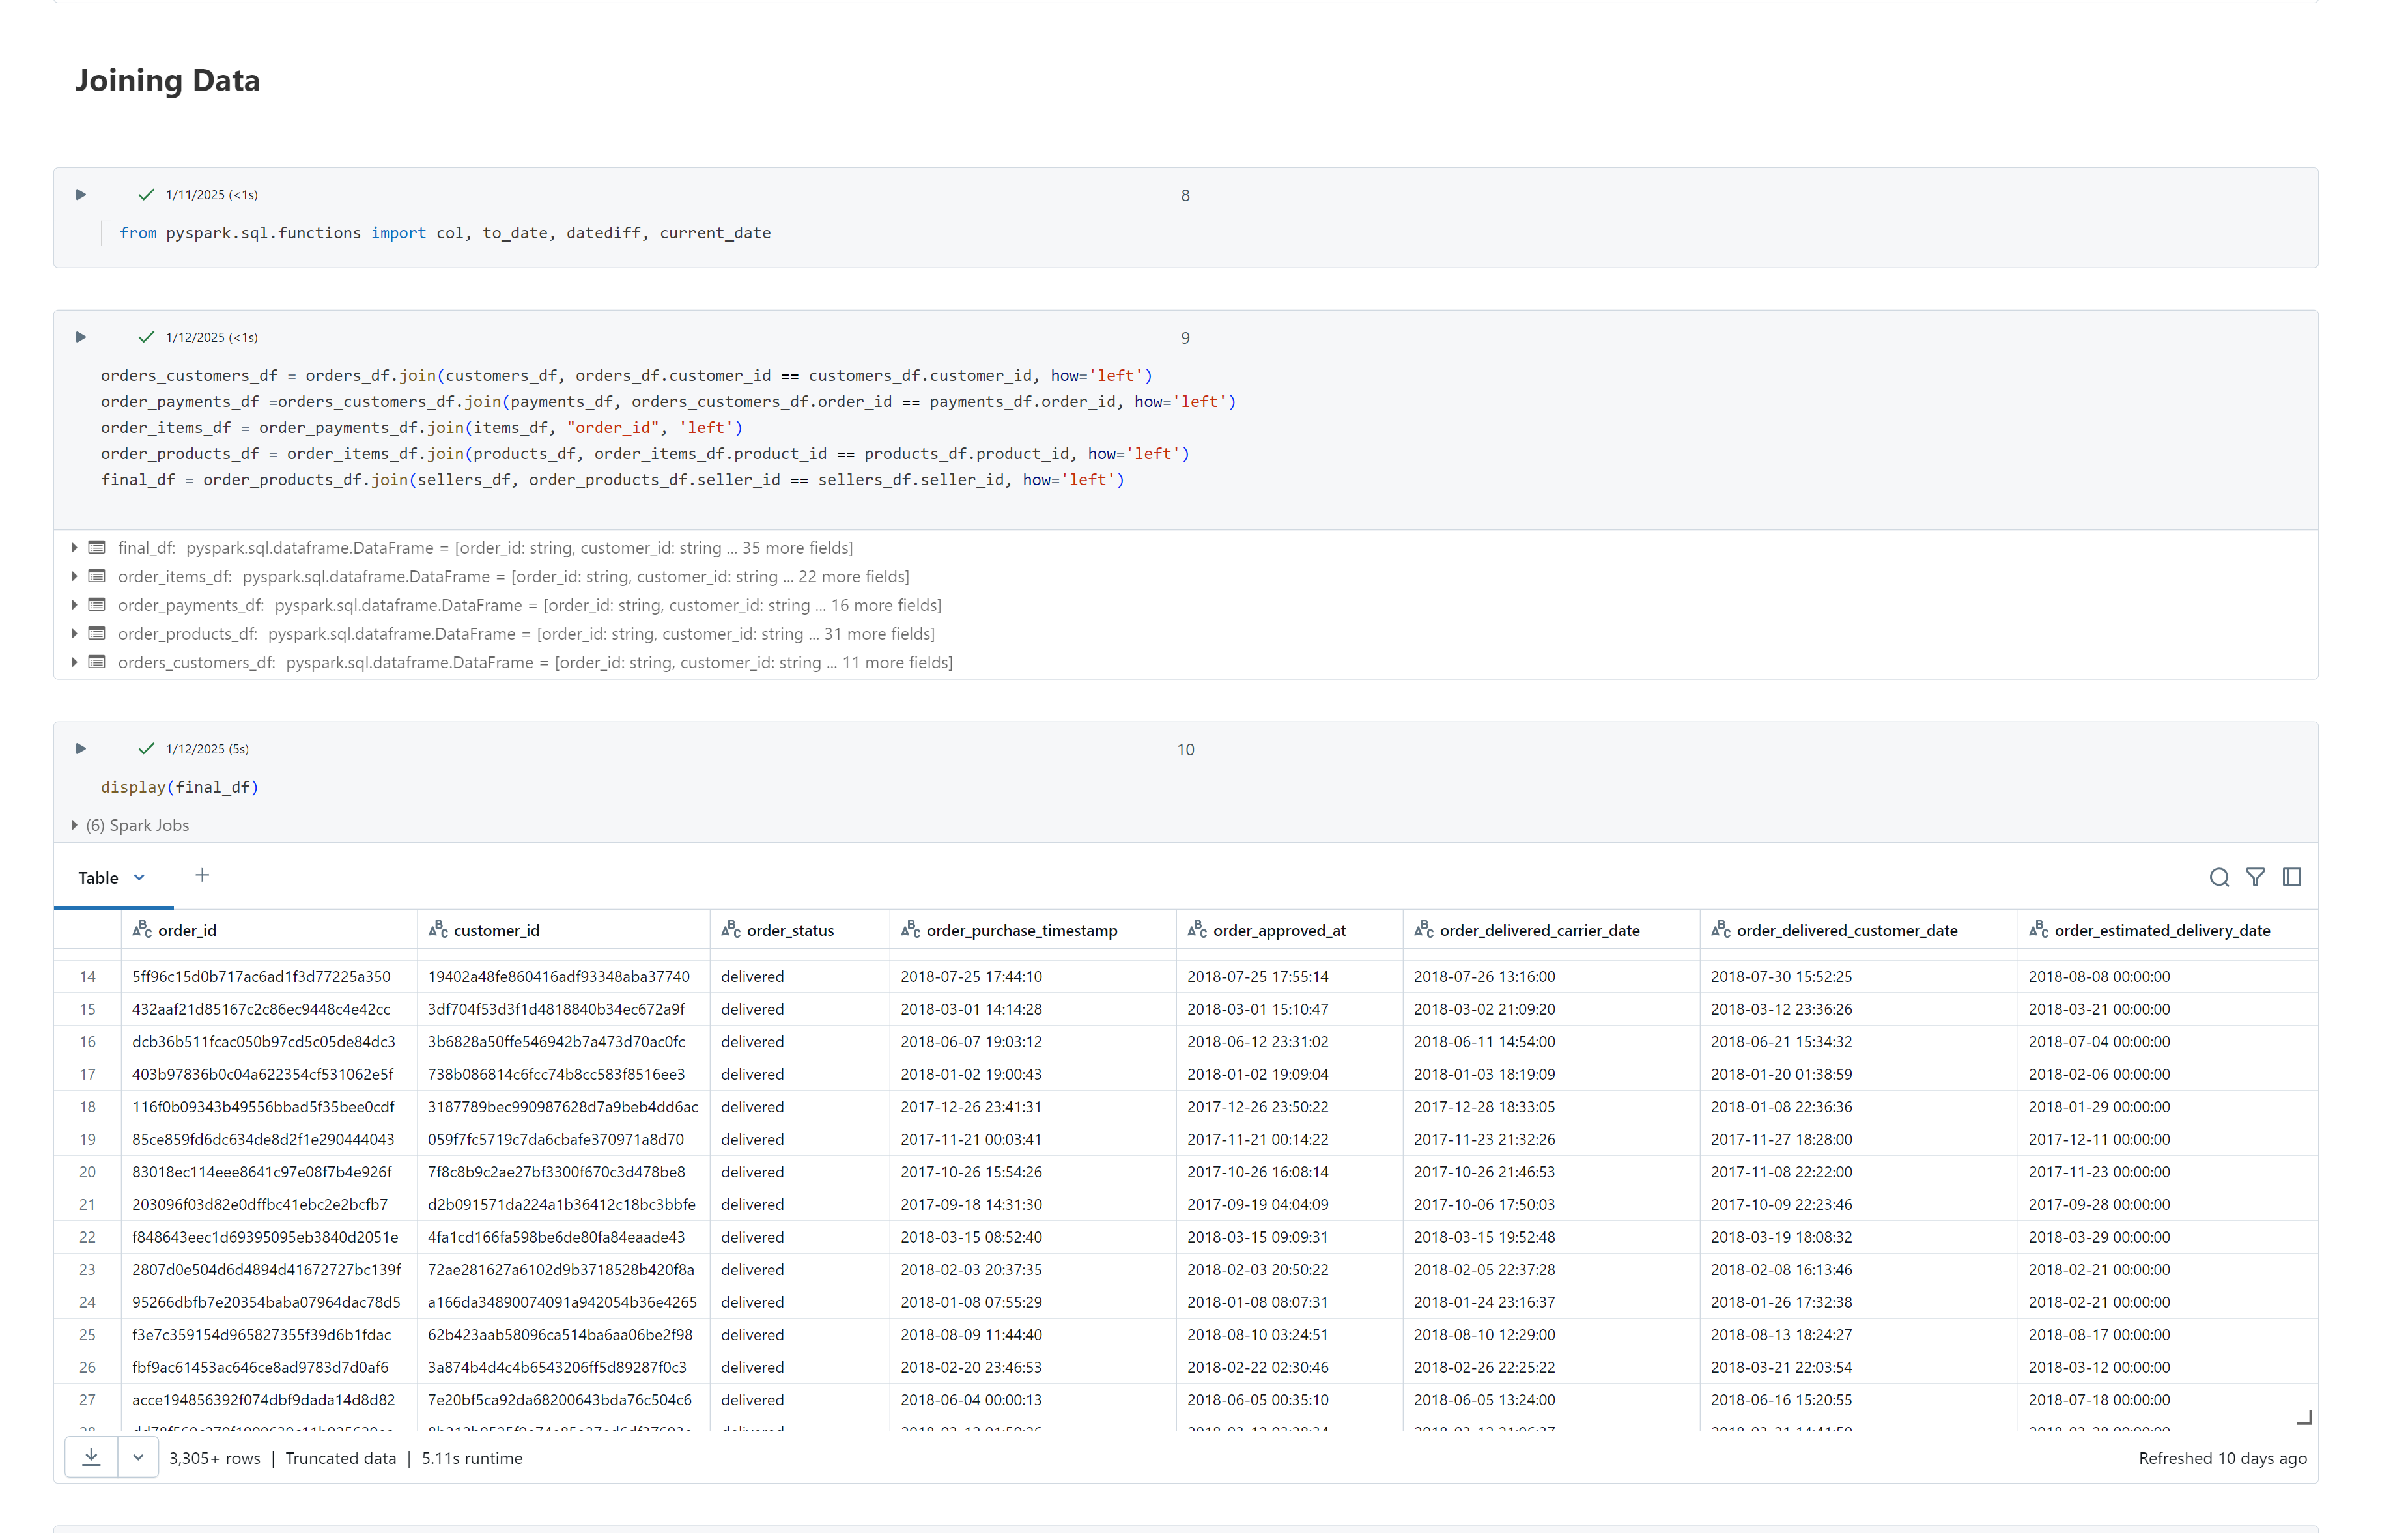 Joining Data
1/11/2025 (<1s)
8
from pyspark.sql.functions import col, to_date, datediff, current_date
1/12/2025 (<1s)
9
orders_customers_df = orders_df.join(customers_df, orders_df.customer_id == customers_df.customer_id, how='left')
order_payments_df =orders_customers_df.join(payments_df, orders_customers_df.order_id == payments_df.order_id, how='left')
order_items_df = order_payments_df.join(items_df, "order_id", 'left')
order_products_df = order_items_df.join(products_df, order_items_df.product_id == products_df.product_id, how='left')
final_df = order_products_df.join(sellers_df, order_products_df.seller_id == sellers_df.seller_id, how='left')
final_df: pyspark.sql.dataframe.DataFrame = [order_id: string, customer_id: string ... 35 more fields]
order_items_df: pyspark.sql.dataframe.DataFrame = [order_id: string, customer_id: string ... 22 more fields]
order_payments_df: pyspark.sql.dataframe.DataFrame = [order_id: string, customer_id: string ... 16 more fields]
order_products_df: pyspark.sql.dataframe.DataFrame = [order_id: string, customer_id: string ... 31 more fields]
orders_customers_df: pyspark.sql.dataframe.DataFrame = [order_id: string, customer_id: string ... 11 more fields]
1/12/2025 (5s)
10
display(final_df)
(6) Spark Jobs
Table
order_id customer_id order_status order_purchase_timestamp order_approved_at order_delivered_carrier_date order_delivered_customer_date order_estimated_delivery_date
14 5ff96c15d0b717ac6ad1f3d77225a350 19402a48fe860416adf93348aba37740 delivered 2018-07-25 17:44:10 2018-07-25 17:55:14 2018-07-26 13:16:00 2018-07-30 15:52:25 2018-08-08 00:00:00
15 432aaf21d85167c2c86ec9448c4e42cc 3df704f53d3f1d4818840b34ec672a9f delivered 2018-03-01 14:14:28 2018-03-01 15:10:47 2018-03-02 21:09:20 2018-03-12 23:36:26 2018-03-21 00:00:00
16 dcb36b511fcac050b97cd5c05de84dc3 3b6828a50ffe546942b7a473d70ac0fc delivered 2018-06-07 19:03:12 2018-06-12 23:31:02 2018-06-11 14:54:00 2018-06-21 15:34:32 2018-07-04 00:00:00
17 403b97836b0c04a622354cf531062e5f 738b086814c6fcc74b8cc583f8516ee3 delivered 2018-01-02 19:00:43 2018-01-02 19:09:04 2018-01-03 18:19:09 2018-01-20 01:38:59 2018-02-06 00:00:00
18 116f0b09343b49556bbad5f35bee0cdf 3187789bec990987628d7a9beb4dd6ac delivered 2017-12-26 23:41:31 2017-12-26 23:50:22 2017-12-28 18:33:05 2018-01-08 22:36:36 2018-01-29 00:00:00
19 85ce859fd6dc634de8d2f1e290444043 059f7fc5719c7da6cbafe370971a8d70 delivered 2017-11-21 00:03:41 2017-11-21 00:14:22 2017-11-23 21:32:26 2017-11-27 18:28:00 2017-12-11 00:00:00
20 83018ec114eee8641c97e08f7b4e926f 7f8c8b9c2ae27bf3300f670c3d478be8 delivered 2017-10-26 15:54:26 2017-10-26 16:08:14 2017-10-26 21:46:53 2017-11-08 22:22:00 2017-11-23 00:00:00
21 203096f03d82e0dffbc41ebc2e2bcfb7 d2b091571da224a1b36412c18bc3bbfe delivered 2017-09-18 14:31:30 2017-09-19 04:04:09 2017-10-06 17:50:03 2017-10-09 22:23:46 2017-09-28 00:00:00
22 f848643eec1d69395095eb3840d2051e 4fa1cd166fa598be6de80fa84eaade43 delivered 2018-03-15 08:52:40 2018-03-15 09:09:31 2018-03-15 19:52:48 2018-03-19 18:08:32 2018-03-29 00:00:00
23 2807d0e504d6d4894d41672727bc139f 72ae281627a6102d9b3718528b420f8a delivered 2018-02-03 20:37:35 2018-02-03 20:50:22 2018-02-05 22:37:28 2018-02-08 16:13:46 2018-02-21 00:00:00
24 95266dbfb7e20354baba07964dac78d5 a166da34890074091a942054b36e4265 delivered 2018-01-08 07:55:29 2018-01-08 08:07:31 2018-01-24 23:16:37 2018-01-26 17:32:38 2018-02-21 00:00:00
25 f3e7c359154d965827355f39d6b1fdac 62b423aab58096ca514ba6aa06be2f98 delivered 2018-08-09 11:44:40 2018-08-10 03:24:51 2018-08-10 12:29:00 2018-08-13 18:24:27 2018-08-17 00:00:00
26 fbf9ac61453ac646ce8ad9783d7d0af6 3a874b4d4c4b6543206ff5d89287f0c3 delivered 2018-02-20 23:46:53 2018-02-22 02:30:46 2018-02-26 22:25:22 2018-03-21 22:03:54 2018-03-12 00:00:00
27 acce194856392f074dbf9dada14d8d82 7e20bf5ca92da68200643bda76c504c6 delivered 2018-06-04 00:00:13 2018-06-05 00:35:10 2018-06-05 13:24:00 2018-06-16 15:20:55 2018-07-18 00:00:00
3,305+ rows | Truncated data | 5.11s runtime
Refreshed 10 days ago